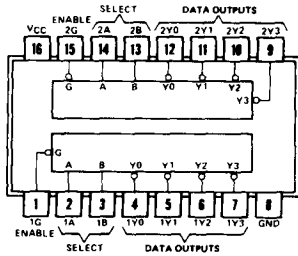 SELECT DATA OUTPUTS
ENABLE
VCC 2G 2A 2B 2Y0 2Y1 2Y2 2Y3
16 15 14 13 12 11 10 9
G A B Y0 Y1 Y2
Y3
G
A B Y0 Y1 Y2 Y3
1 2 3 4 5 6 7 8
1G 1A 1B 1Y0 1Y1 1Y2 1Y3 GND
ENABLE
SELECT DATA OUTPUTS